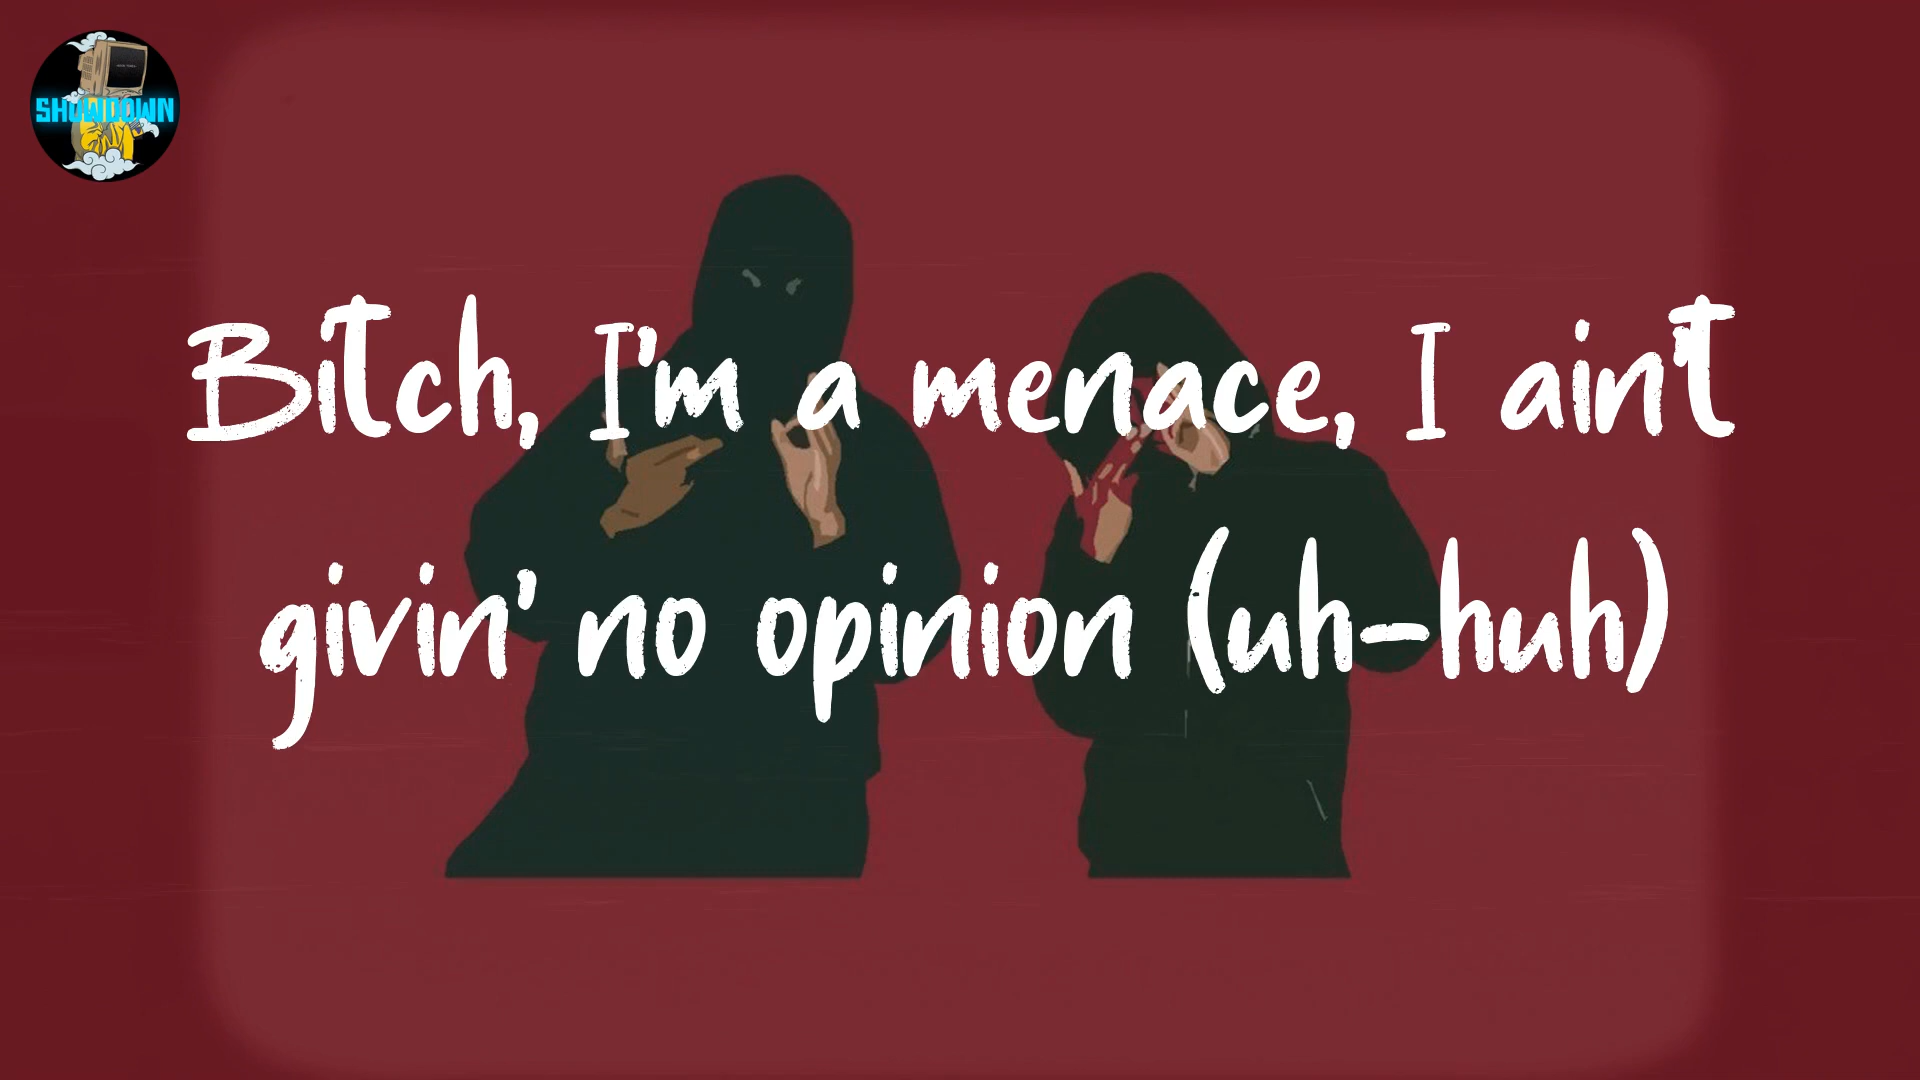 SHOWDOWN
Bitch, I'm a menace, I ain't
givin' no opinion (uh-huh)